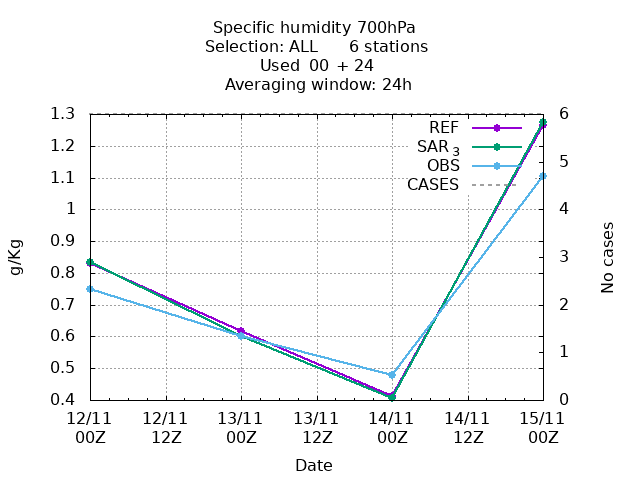 Specific humidity 700hPa
Selection: ALL 6 stations
Used 00 + 24
Averaging window: 24h
1.3
1.2
1.1
1
0.9
0.8
0.7
0.6
0.5
0.4
g/Kg
6
5
4
3
2
1
0
No cases
REF
SAR 3
OBS
CASES
12/11 12/11 13/11 13/11 14/11 14/11 15/11
00Z 12Z 00Z 12Z 00Z 12Z 00Z
Date